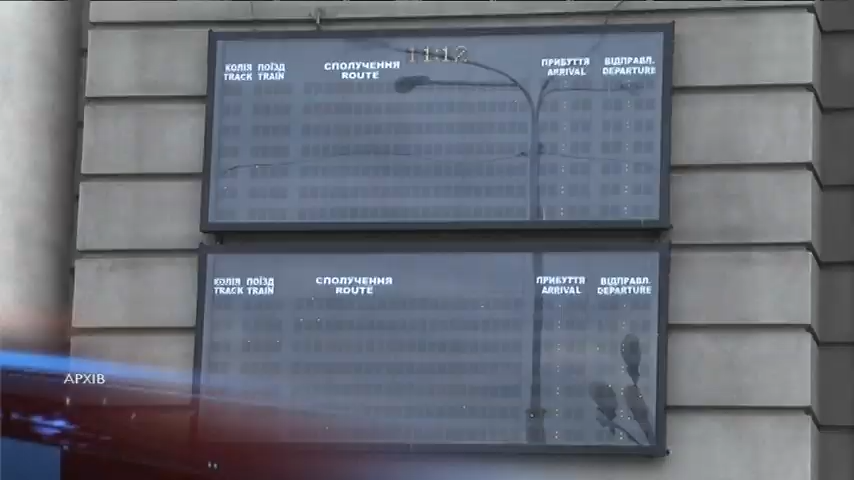 11:12
КОЛІЯ ПОЇЗД СПОЛУЧЕННЯ ПРИБУТТЯ ВІДПРАВЛ.
TRACK TRAIN ROUTE ARRIVAL DEPARTURE
КОЛІЯ ПОЇЗД СПОЛУЧЕННЯ ПРИБУТТЯ ВІДПРАВЛ.
TRACK TRAIN ROUTE ARRIVAL DEPARTURE
АРХІВ